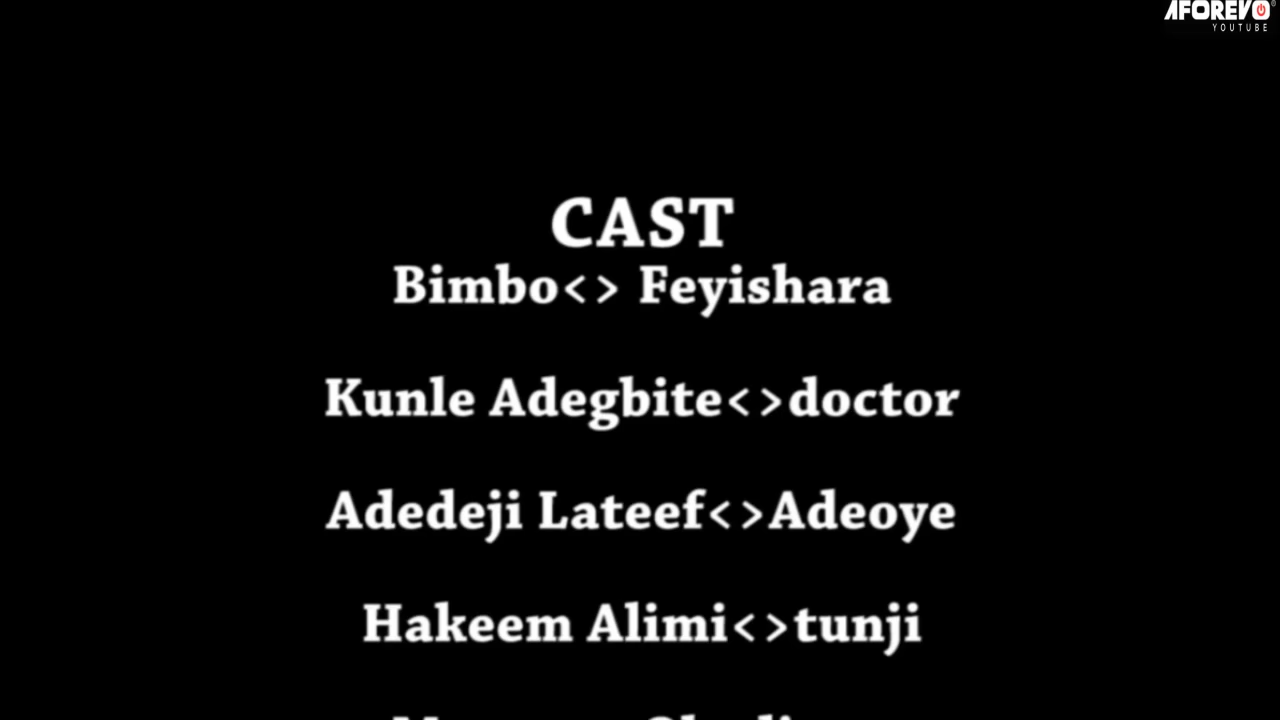 AFOREVO
YOUTUBE
CAST
Bimbo<> Feyishara
Kunle Adegbite<>doctor
Adedeji Lateef<>Adeoye
Hakeem Alimi<>tunji